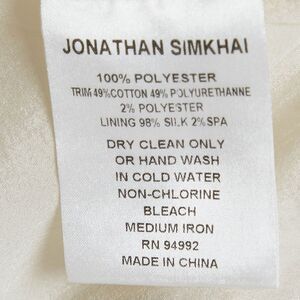 JONATHAN SIMKHAI
100% POLYESTER
TRIM 49%COTTON 49% POLYURETHANNE
2% POLYESTER
LINING 98% SILK 2%SPA
DRY CLEAN ONLY
OR HAND WASH
IN COLD WATER
NON-CHLORINE
BLEACH
MEDIUM IRON
RN 94992
MADE IN CHINA